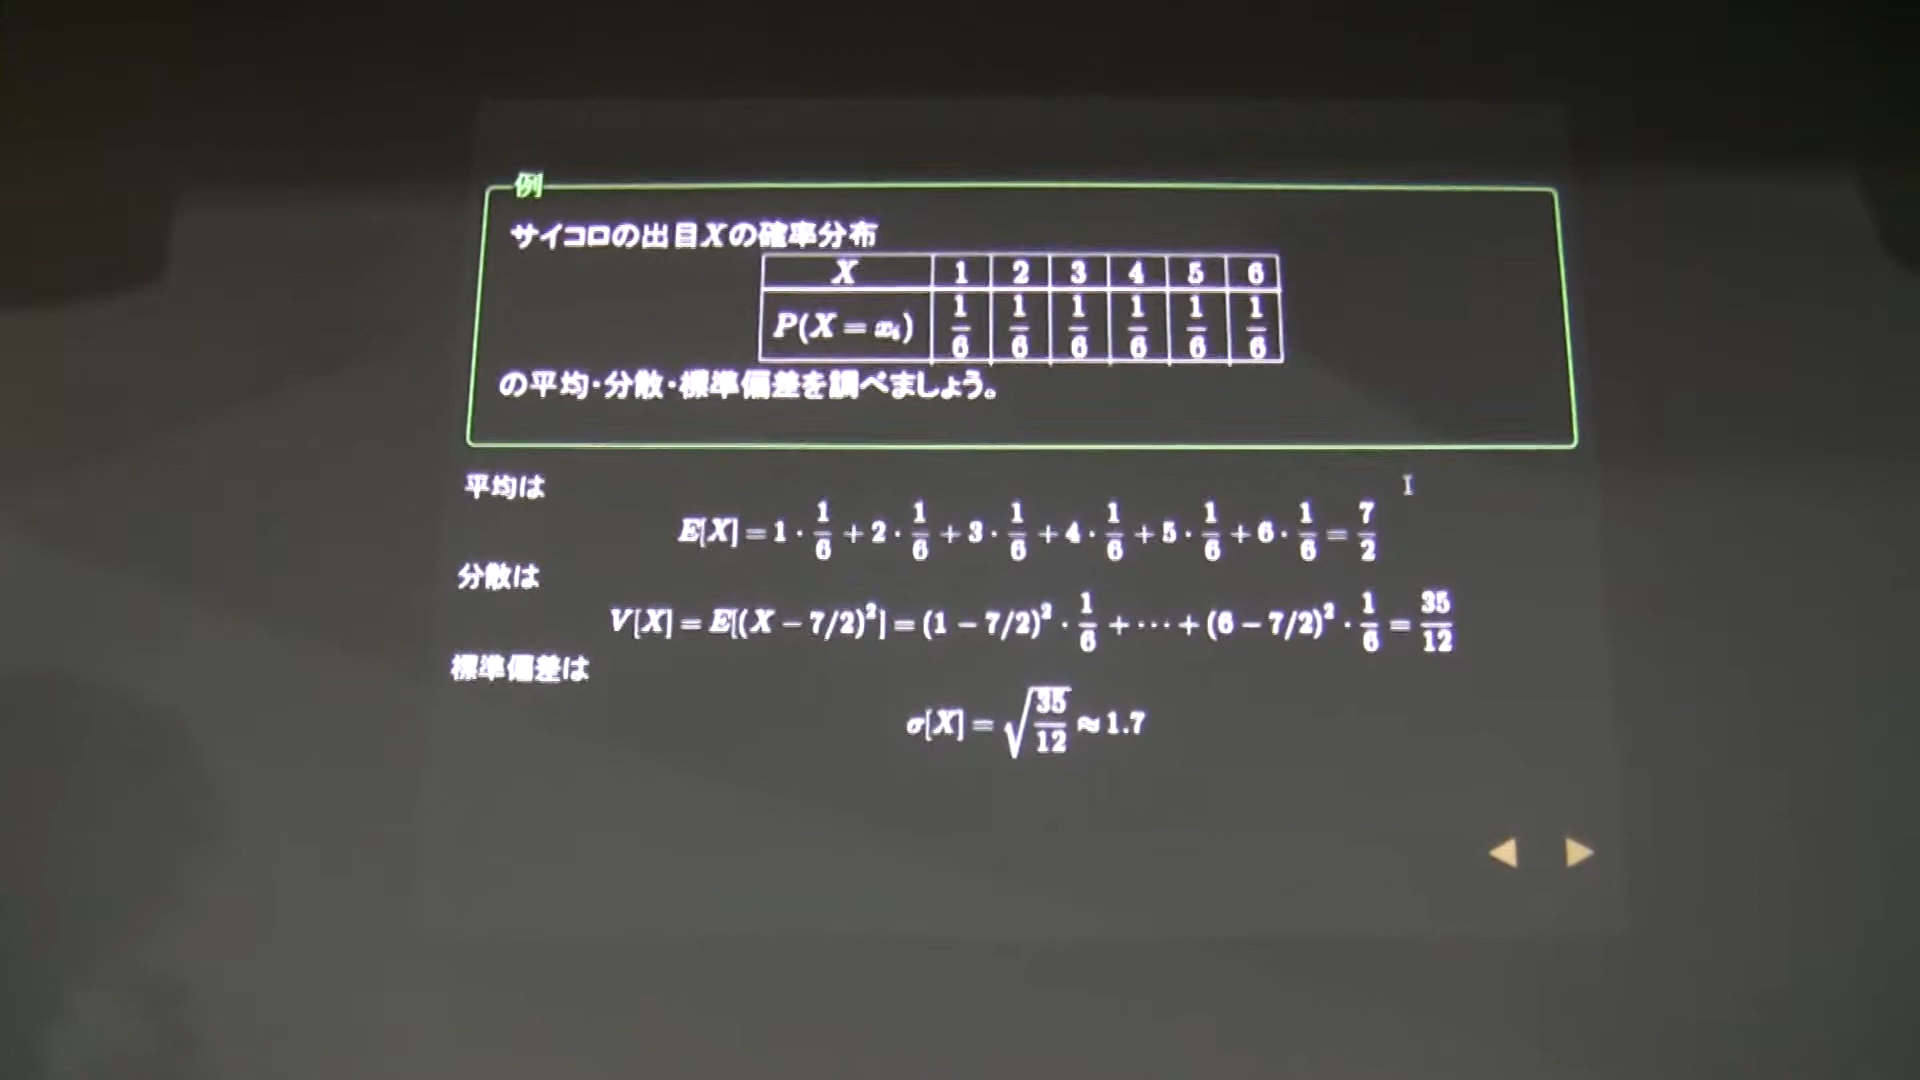 例
サイコロの出目Xの確率分布
X 1 2 3 4 5 6
P(X = xᵢ) 1/6 1/6 1/6 1/6 1/6 1/6
の平均・分散・標準偏差を調べましょう。
平均は
E[X] = 1 · 1/6 + 2 · 1/6 + 3 · 1/6 + 4 · 1/6 + 5 · 1/6 + 6 · 1/6 = 7/2
分散は
V[X] = E[(X − 7/2)²] = (1 − 7/2)² · 1/6 + ⋯ + (6 − 7/2)² · 1/6 = 35/12
標準偏差は
σ[X] = √(35/12) ≈ 1.7